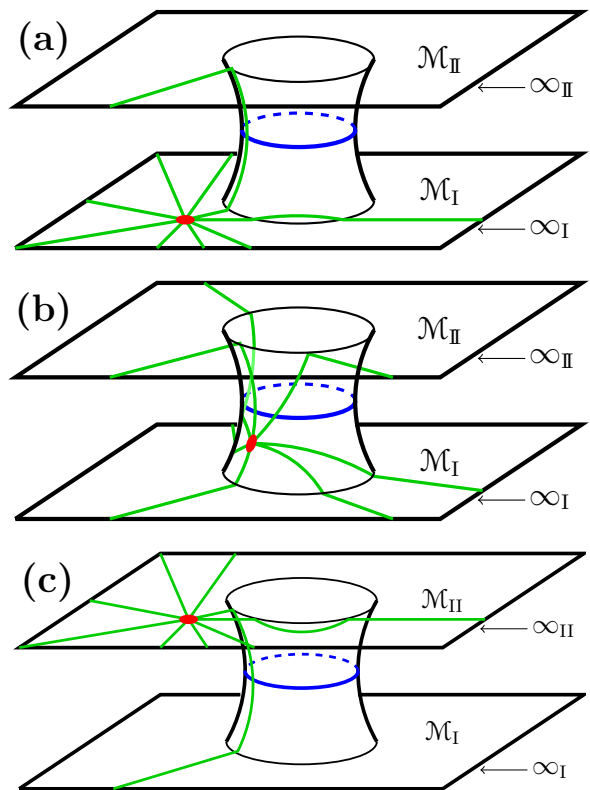 (a)
ℳ_𝕀𝕀
← ∞_𝕀𝕀
ℳ_I
← ∞_I
(b)
ℳ_𝕀𝕀
← ∞_𝕀𝕀
ℳ_I
← ∞_I
(c)
ℳ_II
← ∞_II
ℳ_I
← ∞_I